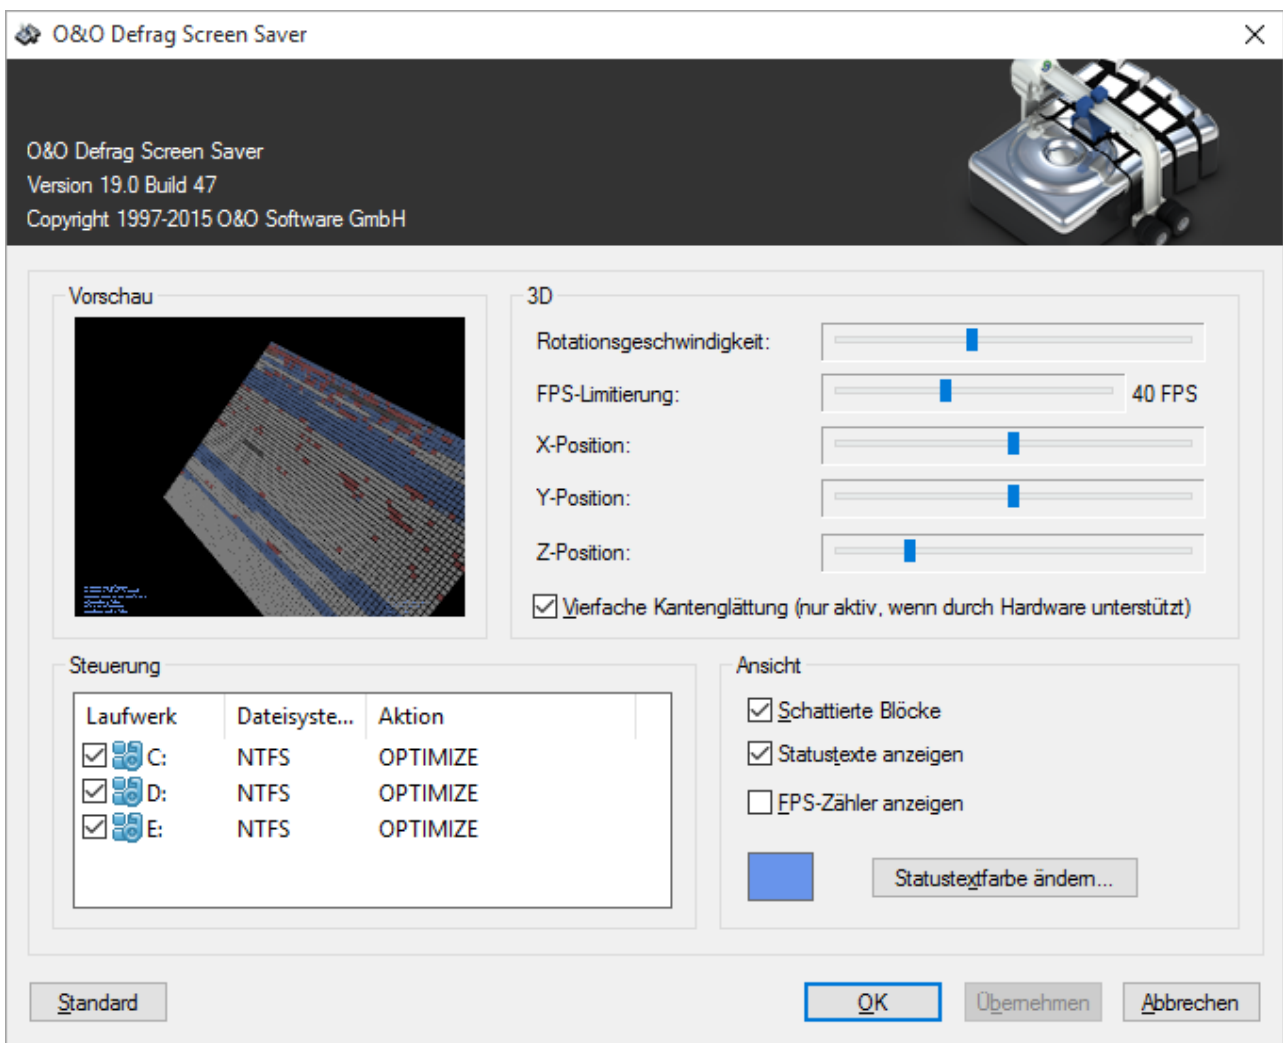 O&O Defrag Screen Saver
O&O Defrag Screen Saver
Version 19.0 Build 47
Copyright 1997-2015 O&O Software GmbH
Vorschau
3D
Rotationsgeschwindigkeit:
FPS-Limitierung:
40 FPS
X-Position:
Y-Position:
Z-Position:
Vierfache Kantenglättung (nur aktiv, wenn durch Hardware unterstützt)
Steuerung
Laufwerk Dateisyste... Aktion
C: NTFS OPTIMIZE
D: NTFS OPTIMIZE
E: NTFS OPTIMIZE
Ansicht
Schattierte Blöcke
Statustexte anzeigen
FPS-Zähler anzeigen
Statustextfarbe ändern...
Standard
OK
Übernehmen
Abbrechen